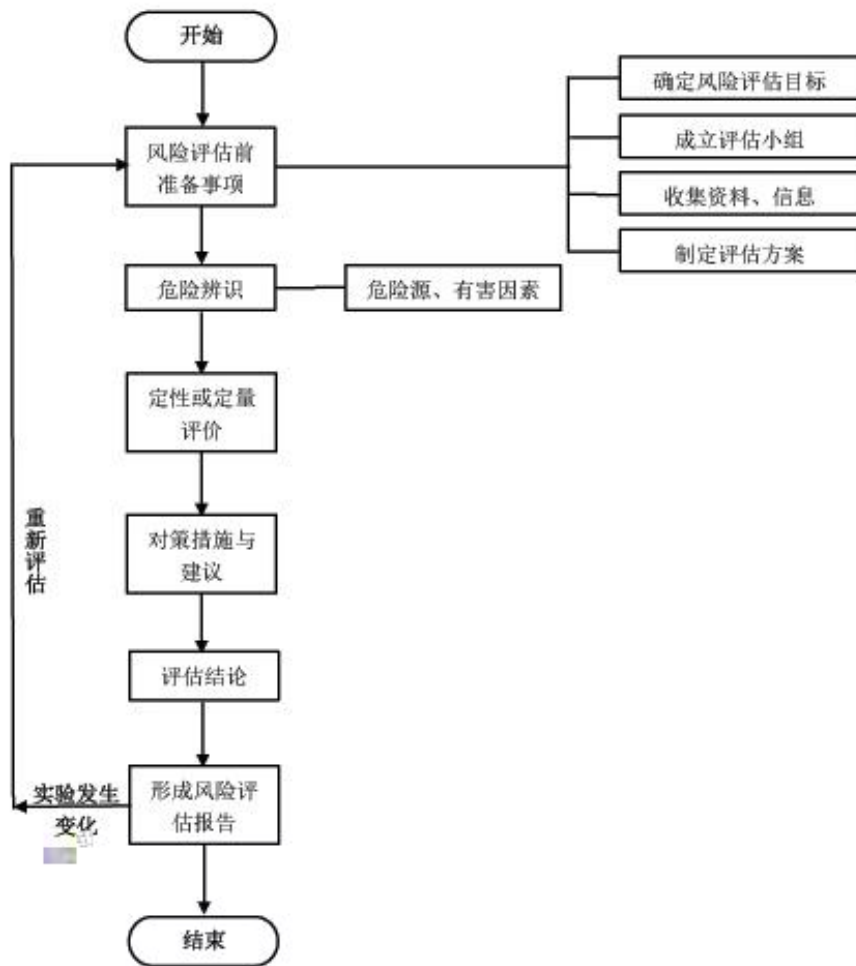 开始
风险评估前
准备事项
确定风险评估目标
成立评估小组
收集资料、信息
制定评估方案
危险辨识
危险源、有害因素
定性或定量
评价
对策措施与
建议
重新评估
评估结论
实验发生
变化
形成风险评
估报告
结束